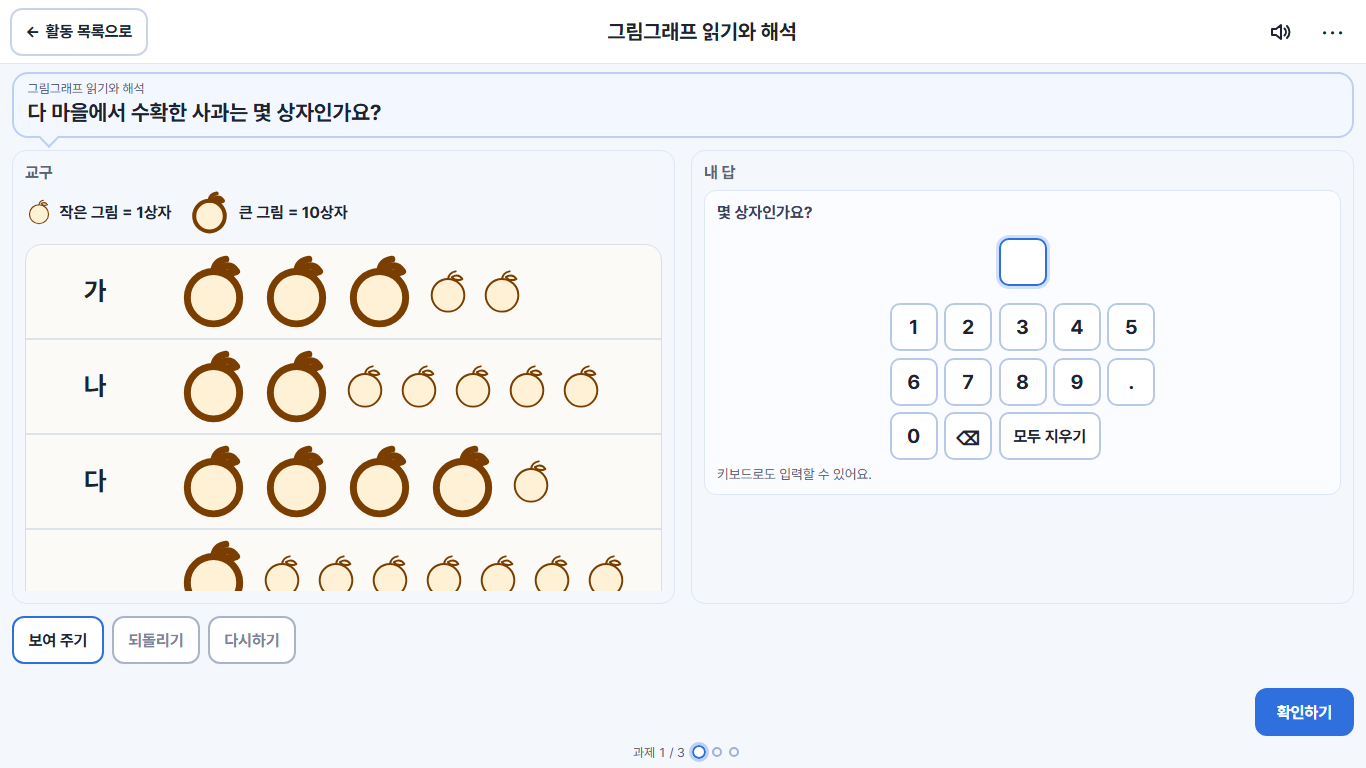 ← 활동 목록으로
그림그래프 읽기와 해석
...
그림그래프 읽기와 해석
다 마을에서 수확한 사과는 몇 상자인가요?
교구
작은 그림 = 1상자
큰 그림 = 10상자
가
나
다
내 답
몇 상자인가요?
1 2 3 4 5
6 7 8 9 .
0 ⌫ 모두 지우기
키보드로도 입력할 수 있어요.
보여 주기 되돌리기 다시하기
확인하기
과제 1 / 3